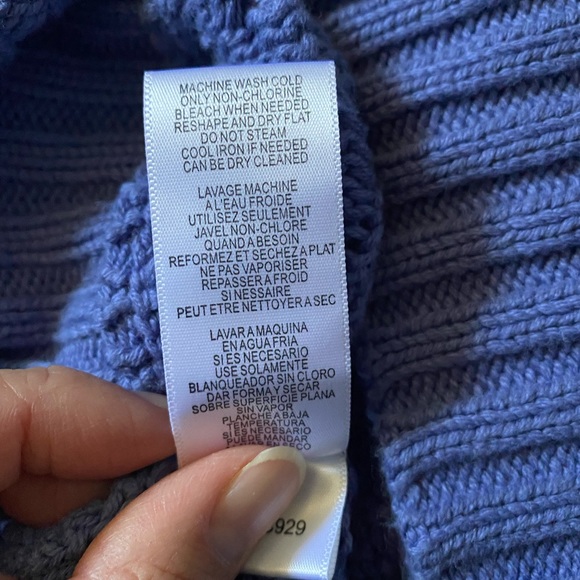 MACHINE WASH COLD
ONLY NON-CHLORINE
BLEACH WHEN NEEDED
RESHAPE AND DRY FLAT
DO NOT STEAM
COOL IRON IF NEEDED
CAN BE DRY CLEANED
LAVAGE MACHINE
A L'EAU FROIDE
UTILISEZ SEULEMENT
JAVEL NON-CHLORE
QUAND A BESOIN
REFORMEZ ET SECHEZ A PLAT
NE PAS VAPORISER
REPASSER A FROID
SI NESSAIRE
PEUT ETRE NETTOYER A SEC
LAVAR A MAQUINA
EN AGUA FRIA
SI ES NECESARIO
USE SOLAMENTE
BLANQUEADOR SIN CLORO
DAR FORMA Y SECAR
SOBRE SUPERFICIE PLANA
SIN VAPOR
PLANCHE A BAJA
TEMPERATURA
SI ES NECESARIO
PUEDE MANDAR
EN SECO
929